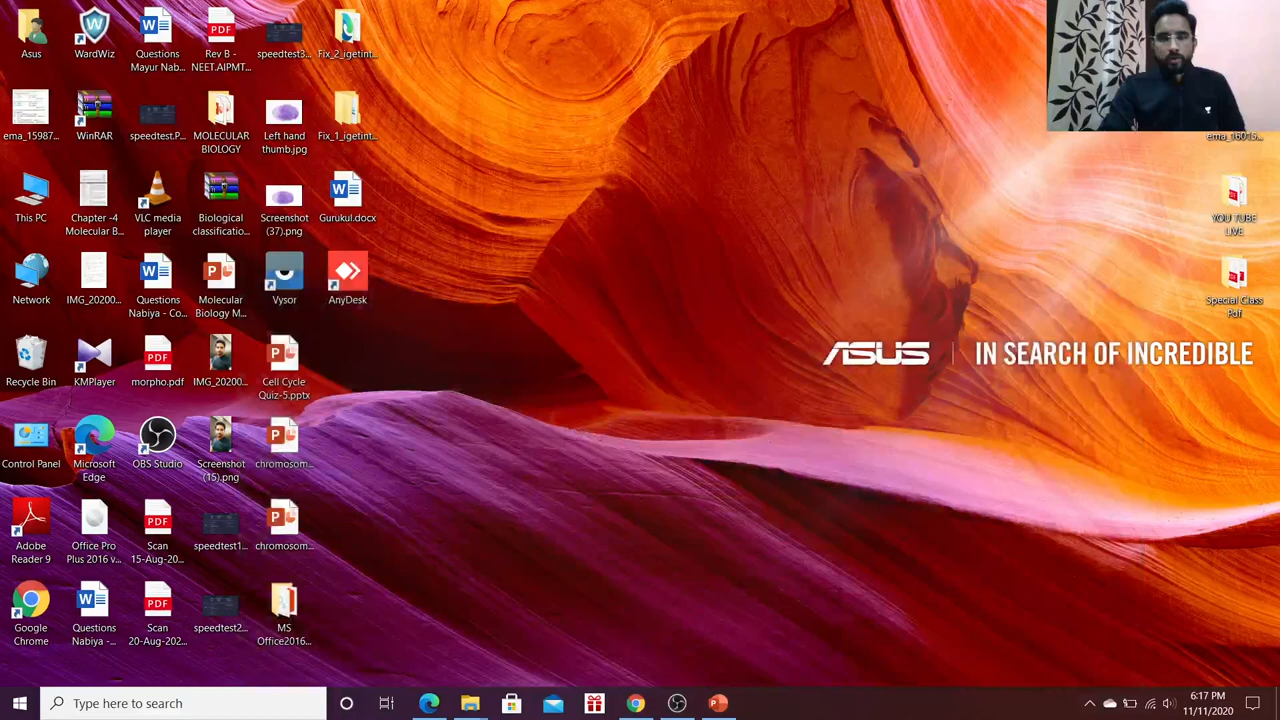 Asus
WardWiz
Questions
Mayur Nab...
Rev B -
NEET.AIPMT...
speedtest3...
Fix_2_igetint...
ema_15987...
WinRAR
speedtest.P...
MOLECULAR
BIOLOGY
Left hand
thumb.jpg
Fix_1_igetint...
This PC
Chapter -4
Molecular B...
VLC media
player
Biological
classificatio...
Screenshot
(37).png
Gurukul.docx
Network
IMG_20200...
Questions
Nabiya - Co...
Molecular
Biology M...
Vysor
AnyDesk
Recycle Bin
KMPlayer
morpho.pdf
IMG_20200...
Cell Cycle
Quiz-5.pptx
Control Panel
Microsoft
Edge
OBS Studio
Screenshot
(15).png
chromosom...
Adobe
Reader 9
Office Pro
Plus 2016 v...
Scan
15-Aug-20...
speedtest1...
chromosom...
Google
Chrome
Questions
Nabiya -...
Scan
20-Aug-202...
speedtest2...
MS
Office2016...
ema_16015...
YOU TUBE
LIVE
Special Class
Pdf
ASUS IN SEARCH OF INCREDIBLE
Type here to search
6:17 PM
11/11/2020